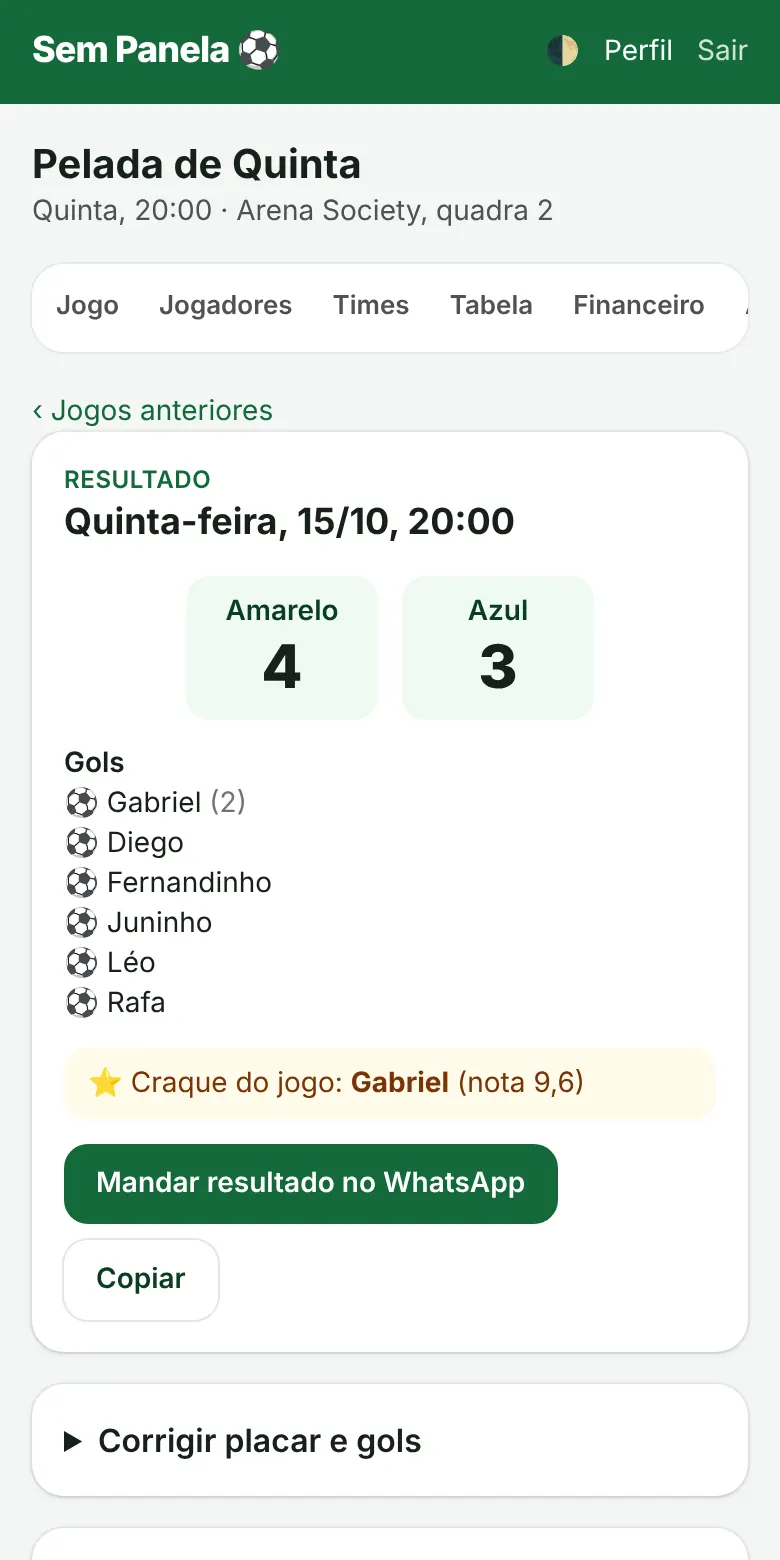 Sem Panela ⚽
🌗 Perfil Sair
Pelada de Quinta
Quinta, 20:00 · Arena Society, quadra 2
Jogo Jogadores Times Tabela Financeiro
‹ Jogos anteriores
RESULTADO
Quinta-feira, 15/10, 20:00
Amarelo
4
Azul
3
Gols
⚽ Gabriel (2)
⚽ Diego
⚽ Fernandinho
⚽ Juninho
⚽ Léo
⚽ Rafa
⭐ Craque do jogo: Gabriel (nota 9,6)
Mandar resultado no WhatsApp
Copiar
▶ Corrigir placar e gols